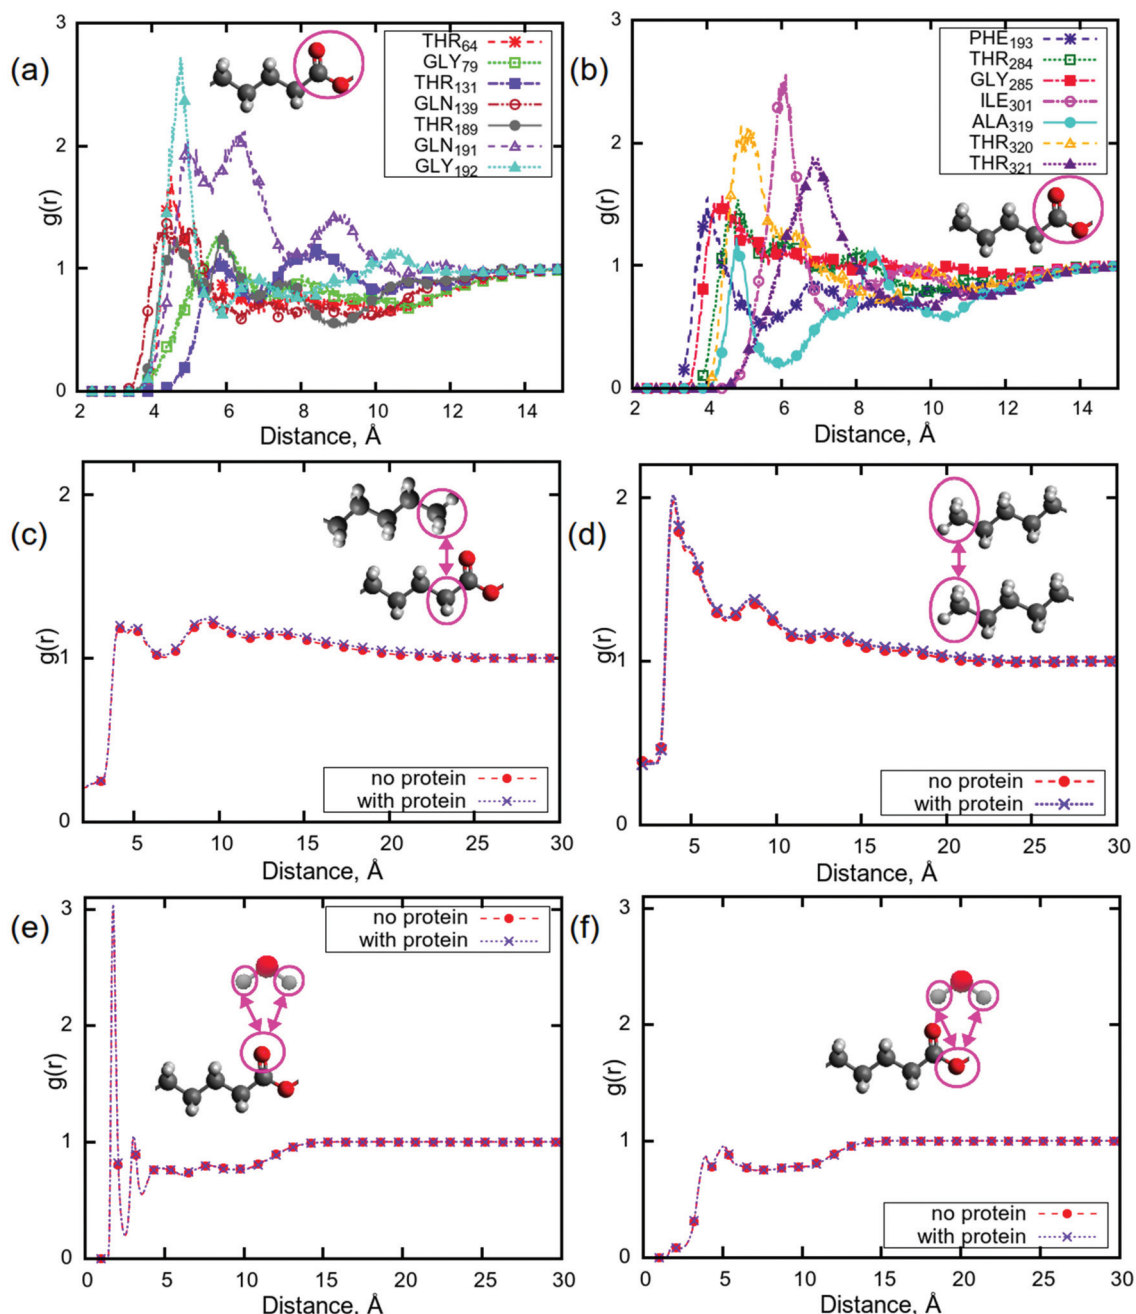 (a)
3
2
1
0
g(r)
THR64
GLY79
THR131
GLN139
THR189
GLN191
GLY192
2 4 6 8 10 12 14
Distance, Å
(b)
3
2
1
0
g(r)
PHE193
THR284
GLY285
ILE301
ALA319
THR320
THR321
2 4 6 8 10 12 14
Distance, Å
(c)
2
1
0
g(r)
no protein
with protein
5 10 15 20 25 30
Distance, Å
(d)
2
1
0
g(r)
no protein
with protein
5 10 15 20 25 30
Distance, Å
(e)
3
2
1
0
g(r)
no protein
with protein
0 5 10 15 20 25 30
Distance, Å
(f)
3
2
1
0
g(r)
no protein
with protein
0 5 10 15 20 25 30
Distance, Å